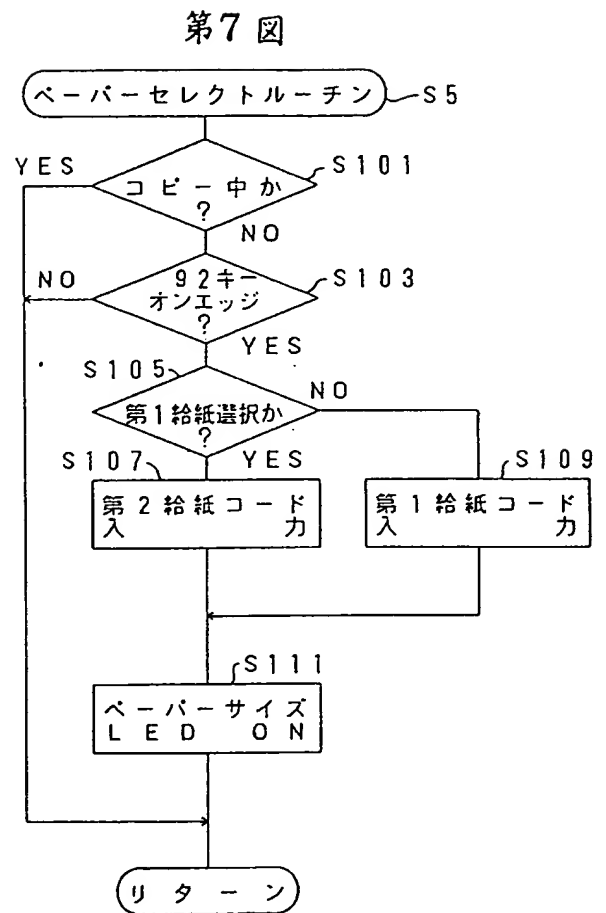 第7図
ペーパーセレクトルーチン
S5
YES
コピー中か
?
S101
NO
NO
92キー
オンエッジ
?
S103
YES
S105
第1給紙選択か
?
NO
S107
YES
S109
第2給紙コード
入力
第1給紙コード
入力
S111
ペーパーサイズ
LED ON
リターン